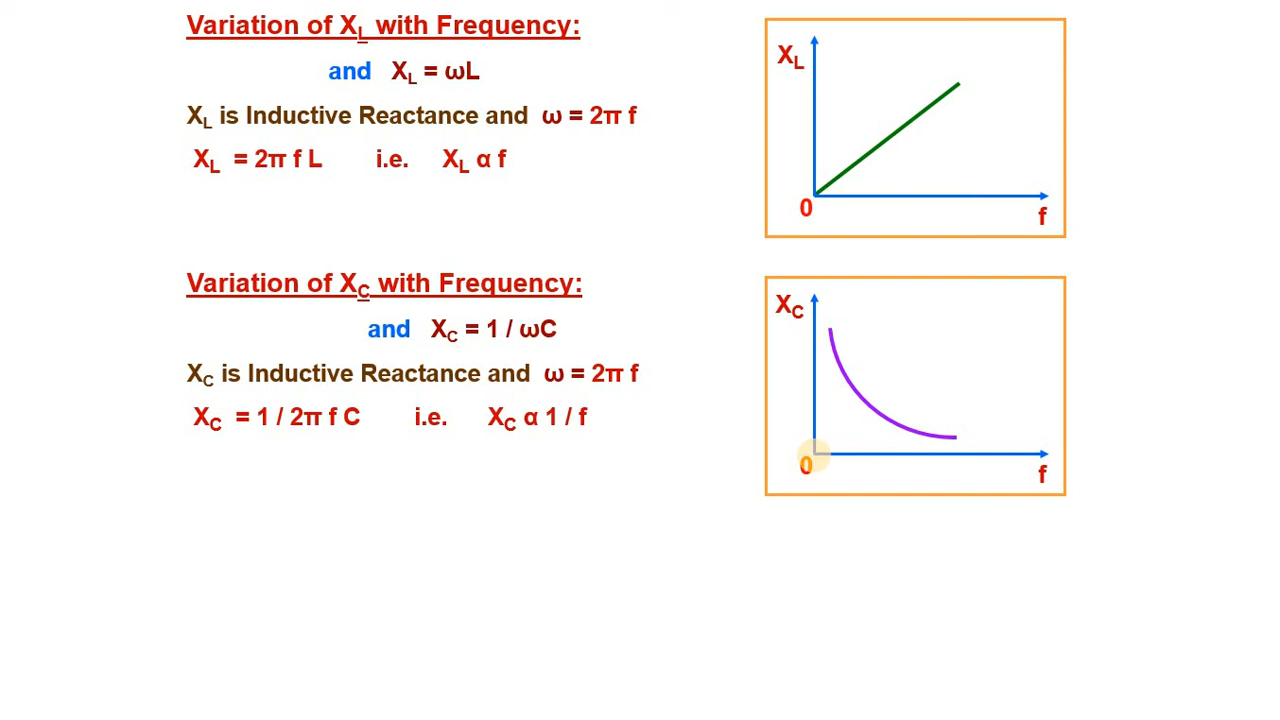 Variation of XL with Frequency:
and XL = ωL
XL is Inductive Reactance and ω = 2π f
XL = 2π f L i.e. XL α f
XL
0
f
Variation of XC with Frequency:
and XC = 1 / ωC
XC is Inductive Reactance and ω = 2π f
XC = 1 / 2π f C i.e. XC α 1 / f
XC
0
f